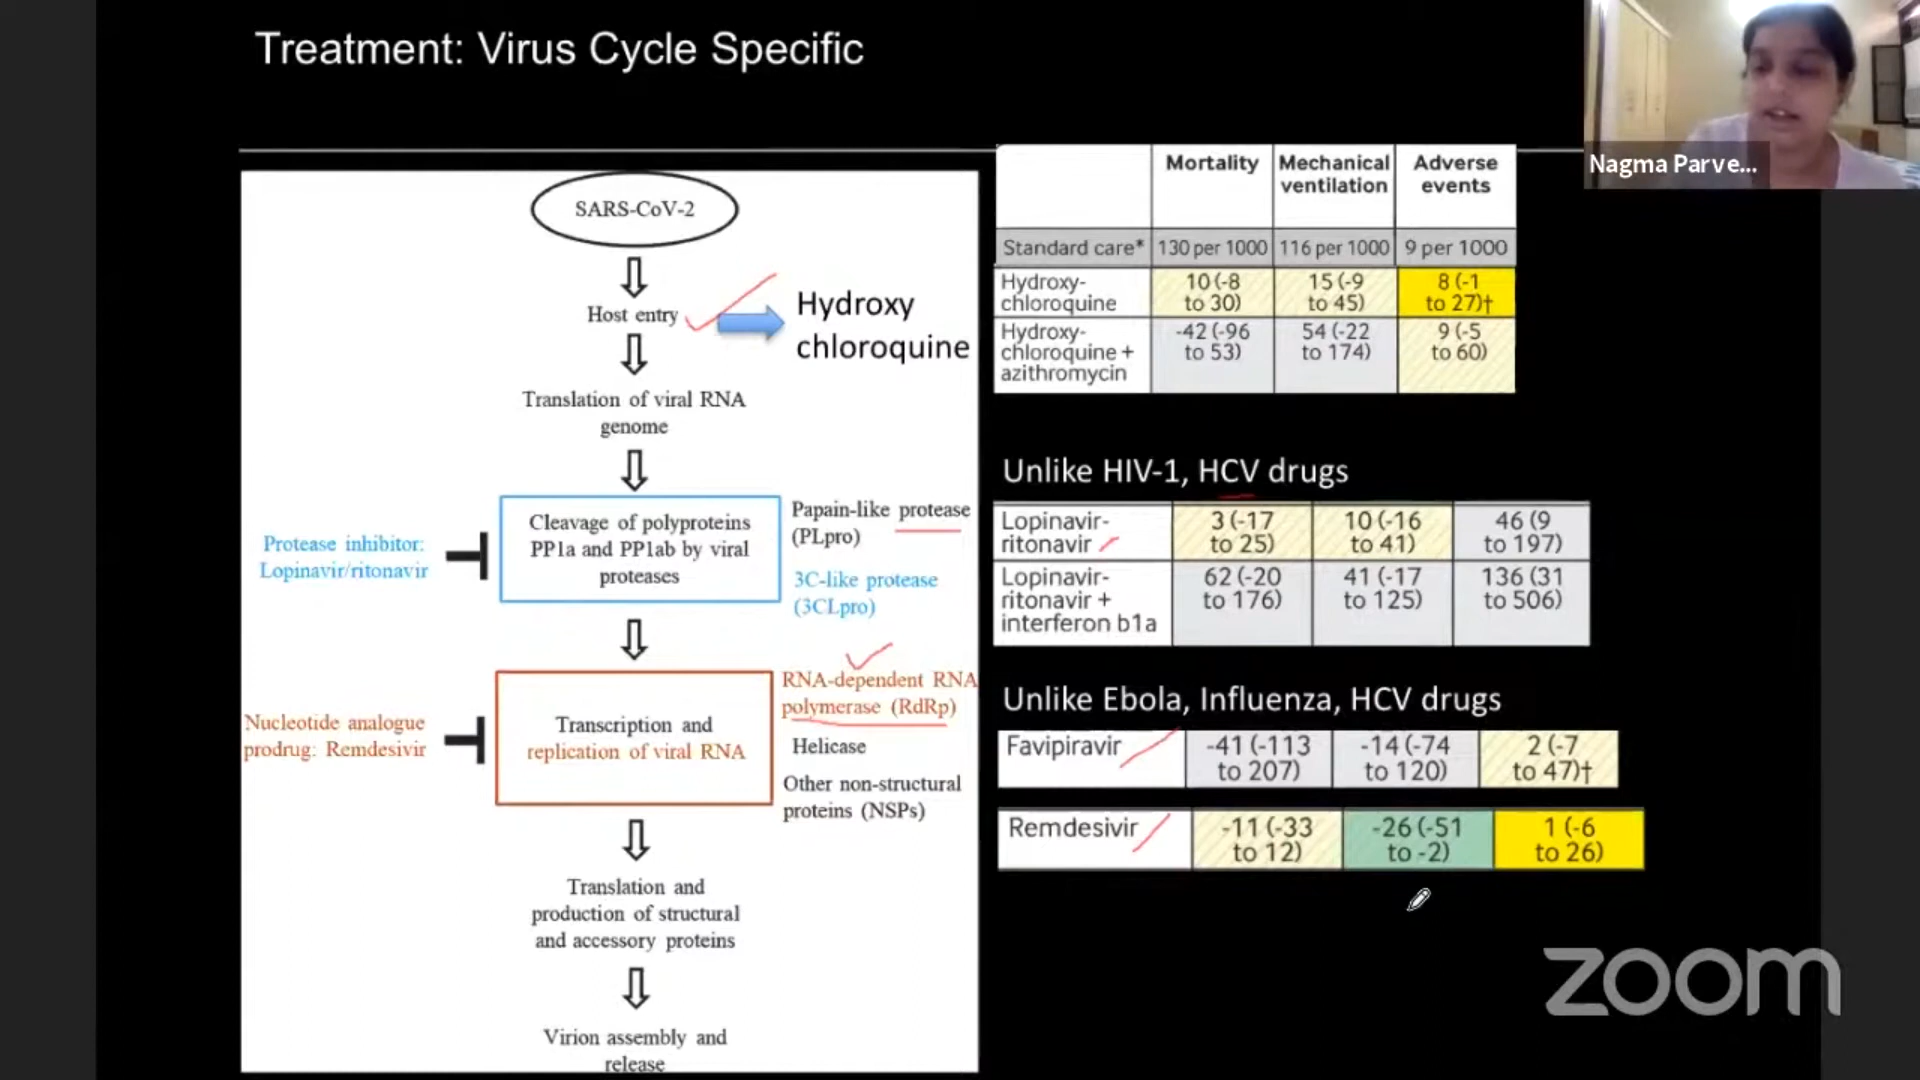 Treatment: Virus Cycle Specific
Nagma Parve...
SARS-CoV-2
Host entry
Hydroxy
chloroquine
Translation of viral RNA
genome
Protease inhibitor:
Lopinavir/ritonavir
Cleavage of polyproteins
PP1a and PP1ab by viral
proteases
Papain-like protease
(PLpro)
3C-like protease
(3CLpro)
Nucleotide analogue
prodrug: Remdesivir
Transcription and
replication of viral RNA
RNA-dependent RNA
polymerase (RdRp)
Helicase
Other non-structural
proteins (NSPs)
Translation and
production of structural
and accessory proteins
Virion assembly and
release
Mortality
Mechanical
ventilation
Adverse
events
Standard care* 130 per 1000 116 per 1000 9 per 1000
Hydroxy-
chloroquine
10 (-8
to 30)
15 (-9
to 45)
8 (-1
to 27)†
Hydroxy-
chloroquine +
azithromycin
-42 (-96
to 53)
54 (-22
to 174)
9 (-5
to 60)
Unlike HIV-1, HCV drugs
Lopinavir-
ritonavir
3 (-17
to 25)
10 (-16
to 41)
46 (9
to 197)
Lopinavir-
ritonavir +
interferon b1a
62 (-20
to 176)
41 (-17
to 125)
136 (31
to 506)
Unlike Ebola, Influenza, HCV drugs
Favipiravir
-41 (-113
to 207)
-14 (-74
to 120)
2 (-7
to 47)†
Remdesivir
-11 (-33
to 12)
-26 (-51
to -2)
1 (-6
to 26)
zoom